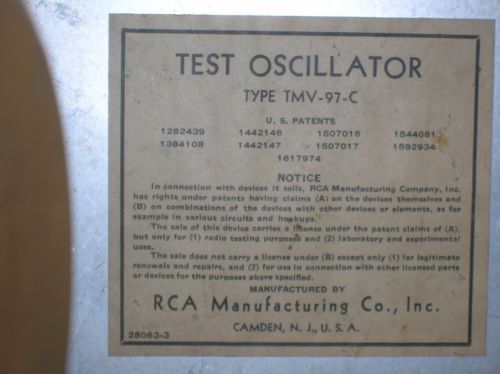 TEST OSCILLATOR
TYPE TMV-97-C
U. S. PATENTS
1282439 1442146 1507016 1544081
1384108 1442147 1507017 1592934
1617974
NOTICE
In connection with devices it sells, RCA Manufacturing Company, Inc.
has rights under patents having claims (A) on the devices themselves and
(B) on combinations of the devices with other devices or elements, as for
example in various circuits and hookups.
The sale of this device carries a license under the patent claims of (A),
but only for (1) radio testing purposes and (2) laboratory and experimental
uses.
The sale does not carry a license under (B) except only (1) for legitimate
renewals and repairs, and (2) for use in connection with other licensed parts
or devices for the purposes above specified.
MANUFACTURED BY
RCA Manufacturing Co., Inc.
CAMDEN, N. J., U. S. A.
28063-3